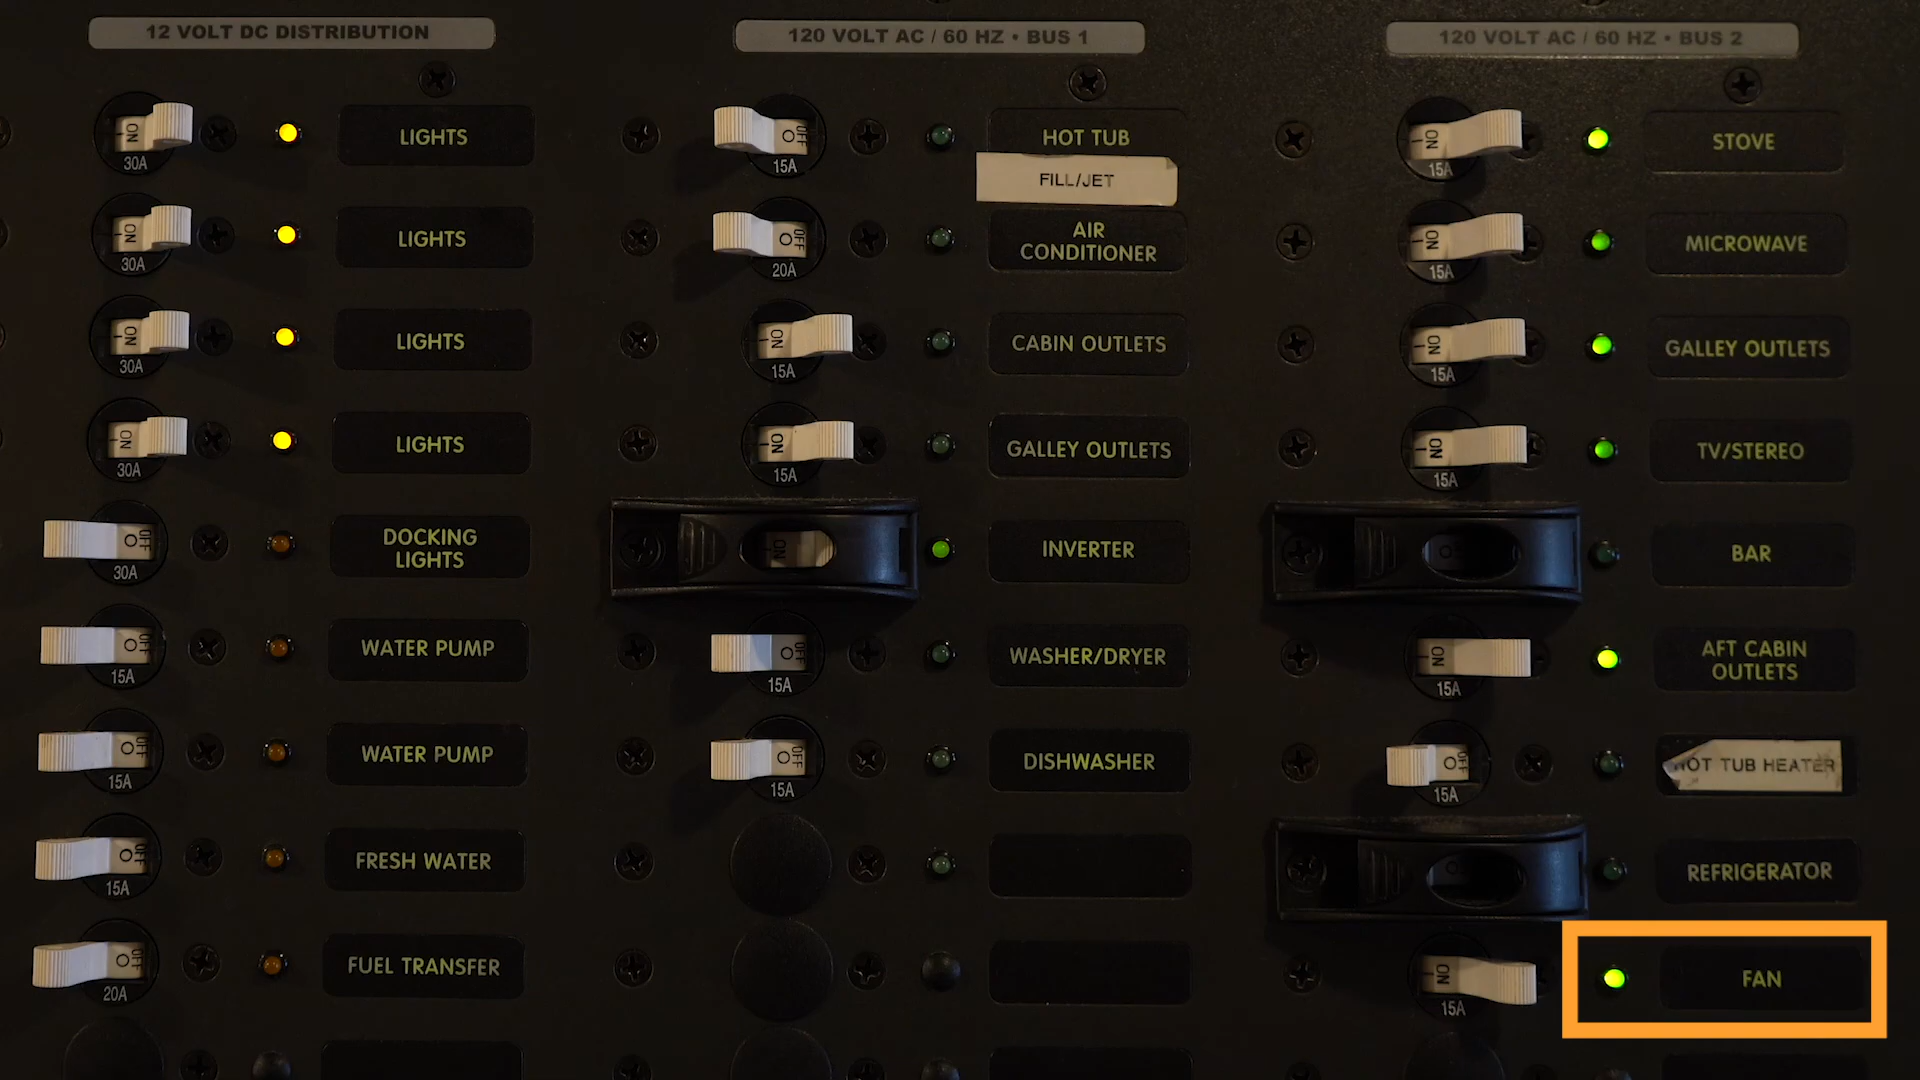 12 VOLT DC DISTRIBUTION
ON
30A
LIGHTS
ON
30A
LIGHTS
ON
30A
LIGHTS
ON
30A
LIGHTS
OFF
30A
DOCKING
LIGHTS
OFF
15A
WATER PUMP
OFF
15A
WATER PUMP
OFF
15A
FRESH WATER
OFF
20A
FUEL TRANSFER
120 VOLT AC / 60 HZ • BUS 1
OFF
15A
HOT TUB
FILL/JET
OFF
20A
AIR
CONDITIONER
ON
15A
CABIN OUTLETS
ON
15A
GALLEY OUTLETS
ON
INVERTER
OFF
15A
WASHER/DRYER
OFF
15A
DISHWASHER
120 VOLT AC / 60 HZ • BUS 2
ON
15A
STOVE
ON
15A
MICROWAVE
ON
15A
GALLEY OUTLETS
ON
15A
TV/STEREO
BAR
ON
15A
AFT CABIN
OUTLETS
OFF
15A
HOT TUB HEATER
REFRIGERATOR
ON
15A
FAN